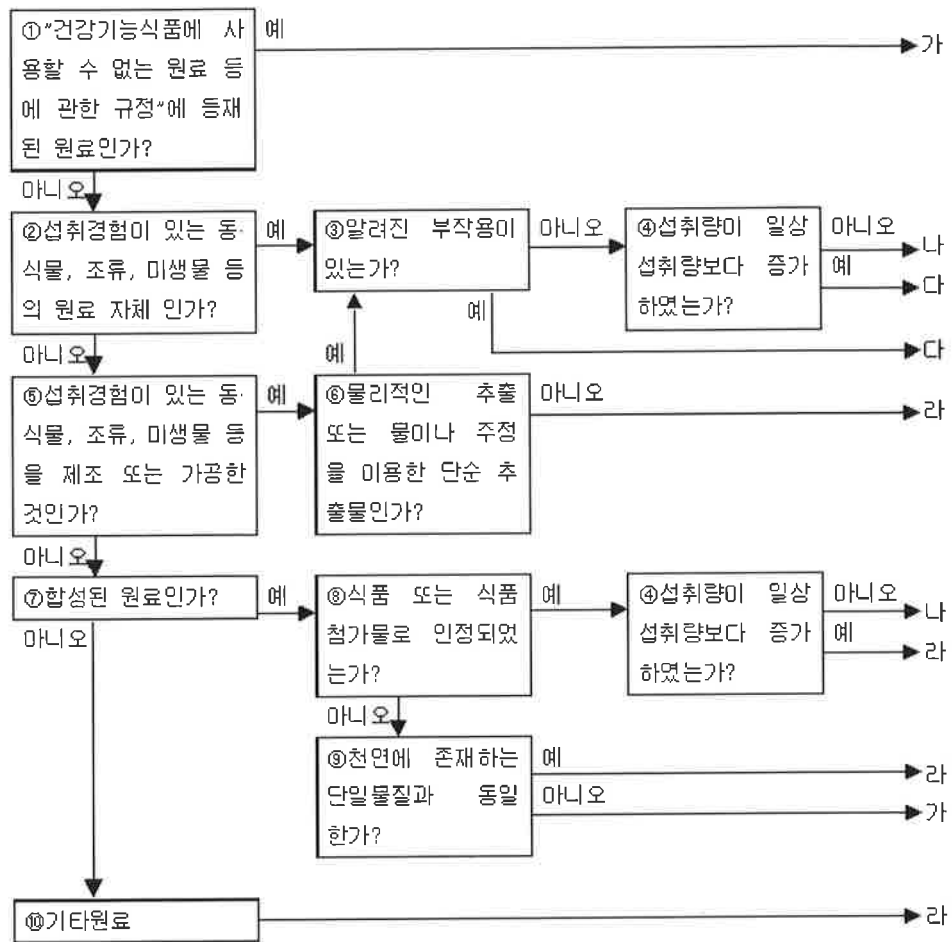 ①"건강기능식품에 사
용할 수 없는 원료 등
에 관한 규정"에 등재
된 원료인가?
예
가
아니오
②섭취경험이 있는 동·
식물, 조류, 미생물 등
의 원료 자체 인가?
예
③알려진 부작용이
있는가?
아니오
예
④섭취량이 일상
섭취량보다 증가
하였는가?
아니오
나
예
다
다
아니오
예
⑤섭취경험이 있는 동·
식물, 조류, 미생물 등
을 제조 또는 가공한
것인가?
예
⑥물리적인 추출
또는 물이나 주정
을 이용한 단순 추
출물인가?
아니오
라
아니오
⑦합성된 원료인가?
예
아니오
⑧식품 또는 식품
첨가물로 인정되었
는가?
예
④섭취량이 일상
섭취량보다 증가
하였는가?
아니오
나
예
라
아니오
⑨천연에 존재하는
단일물질과 동일
한가?
예
라
아니오
가
⑩기타원료
라